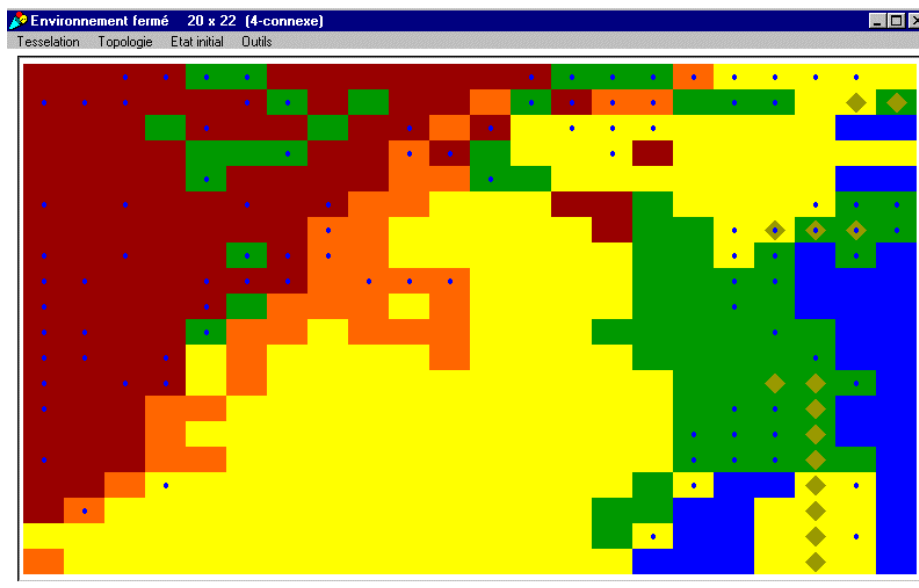 Environnement fermé 20 x 22 (4-connexe)
Tesselation Topologie Etat initial Outils